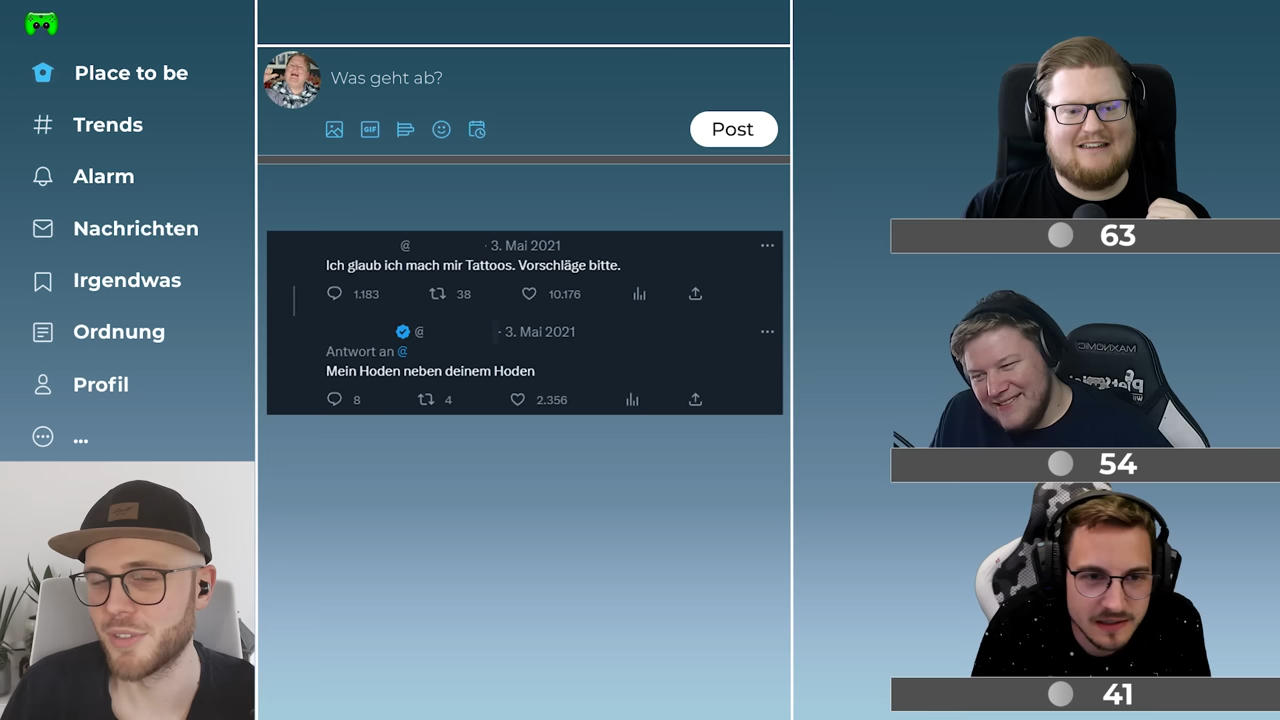 Place to be
Trends
Alarm
Nachrichten
Irgendwas
Ordnung
Profil
...
Was geht ab?
GIF
Post
@ · 3. Mai 2021
Ich glaub ich mach mir Tattoos. Vorschläge bitte.
1.183 38 10.176
@ · 3. Mai 2021
Antwort an @
Mein Hoden neben deinem Hoden
8 4 2.356
63
MAXNOMIC
54
41